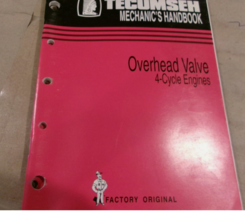 TECUMSEH
MECHANIC'S HANDBOOK
Overhead Valve
4-Cycle Engines
FACTORY ORIGINAL